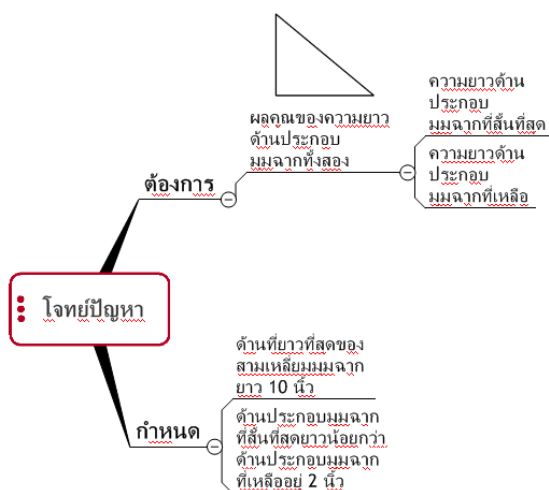 ความยาวด้าน
ประกอบ
มุมฉากที่สั้นที่สุด
ผลคูณของความยาว
ด้านประกอบ
มุมฉากทั้งสอง
ความยาวด้าน
ประกอบ
มุมฉากที่เหลือ
ต้องการ
โจทย์ปัญหา
ด้านที่ยาวที่สุดของ
สามเหลี่ยมมุมฉาก
ยาว 10 นิ้ว
กำหนด
ด้านประกอบมุมฉาก
ที่สั้นที่สุดยาวน้อยกว่า
ด้านประกอบมุมฉาก
ที่เหลืออยู่ 2 นิ้ว